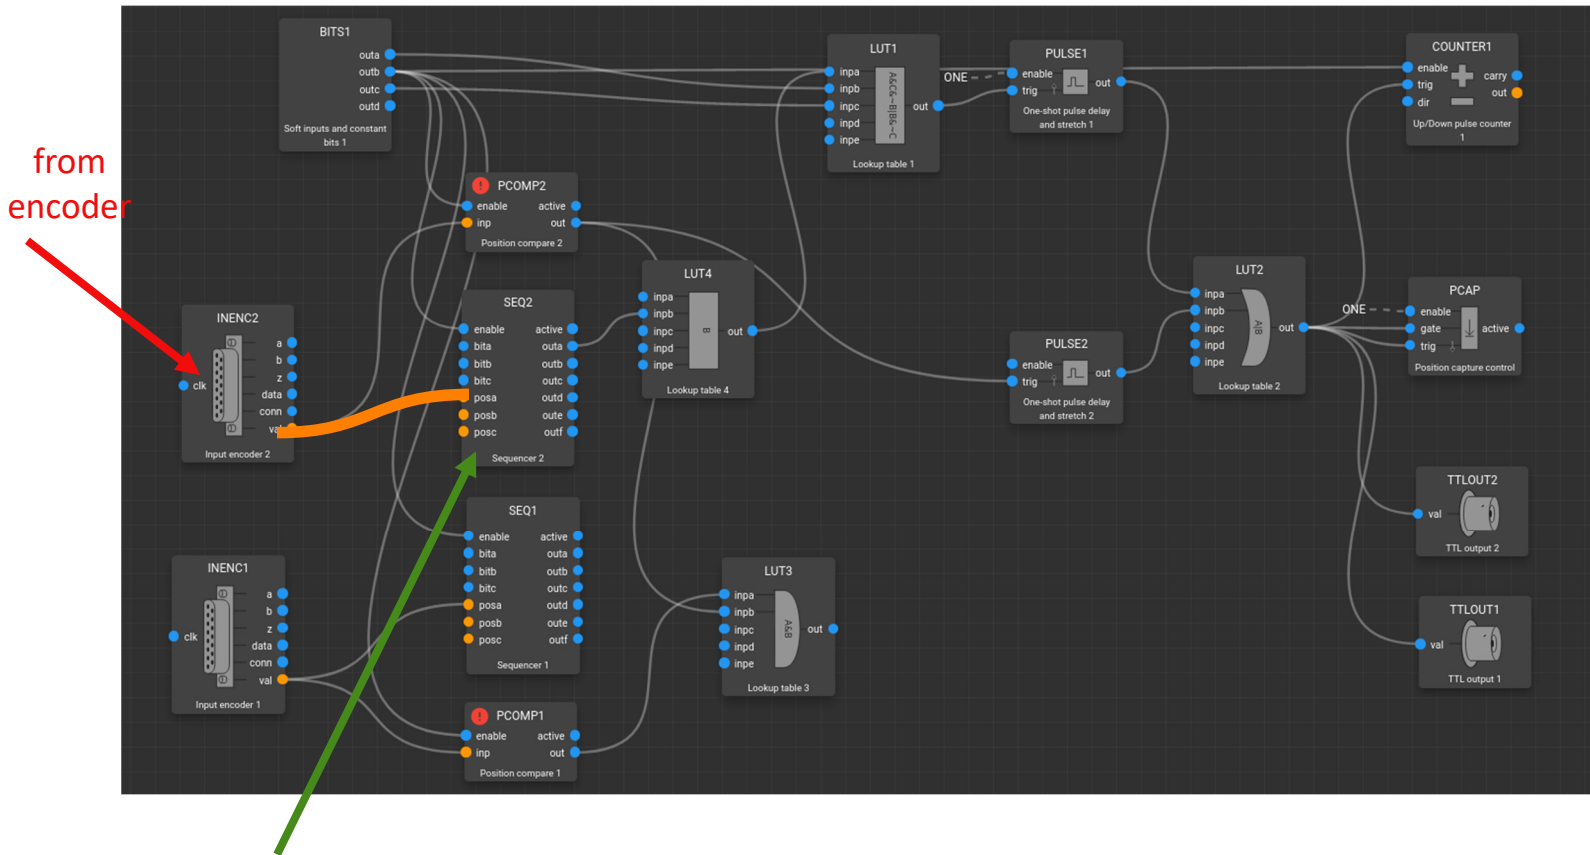 from
encoder
BITS1
outa
outb
outc
outd
Soft inputs and constant
bits 1
PCOMP2
enable active
inp out
Position compare 2
INENC2
a
b
z
clk
data
conn
val
Input encoder 2
SEQ2
enable active
bita outa
bitb outb
bitc outc
posa outd
posb oute
posc outf
Sequencer 2
SEQ1
enable active
bita outa
bitb outb
bitc outc
posa outd
posb oute
posc outf
Sequencer 1
INENC1
a
b
z
clk
data
conn
val
Input encoder 1
PCOMP1
enable active
inp out
Position compare 1
LUT4
inpa
inpb
inpc B out
inpd
inpe
Lookup table 4
LUT3
inpa
inpb
inpc A&B out
inpd
inpe
Lookup table 3
LUT1
inpa
inpb
inpc A&C&~B|B&~C out
inpd
inpe
Lookup table 1
ONE
PULSE1
enable out
trig
One-shot pulse delay
and stretch 1
PULSE2
enable out
trig
One-shot pulse delay
and stretch 2
LUT2
inpa
inpb
inpc A|B out
inpd
inpe
Lookup table 2
COUNTER1
enable carry
trig out
dir
Up/Down pulse counter
1
ONE
PCAP
enable
gate active
trig
Position capture control
TTLOUT2
val
TTL output 2
TTLOUT1
val
TTL output 1